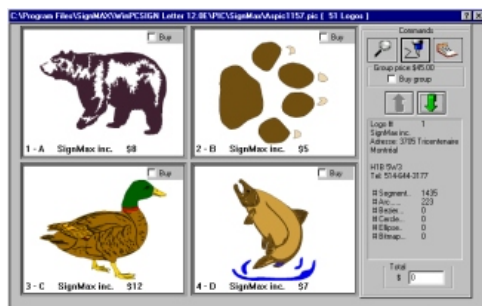 C:\Program Files\SignMAX\WinPCSIGN Letter 12.0E\PIC\SignMax\Aspic1157.pic ( 51 Logos )
Buy
1 - A SignMax inc. $8
Buy
2 - B SignMax inc. $5
Buy
3 - C SignMax inc. $12
Buy
4 - D SignMax inc. $7
Commands
Group price $45.00
Buy group
Logo # 1
SignMax inc.
Adresse: 3705 Tricentenaire
Montréal
H1B 5W3
Tel: 514-644-3177
# Segment... 1435
# Arc..... 223
# Bezier... 0
# Circle... 0
# Ellipse... 0
# Bitmap... 0
Total
$ 0